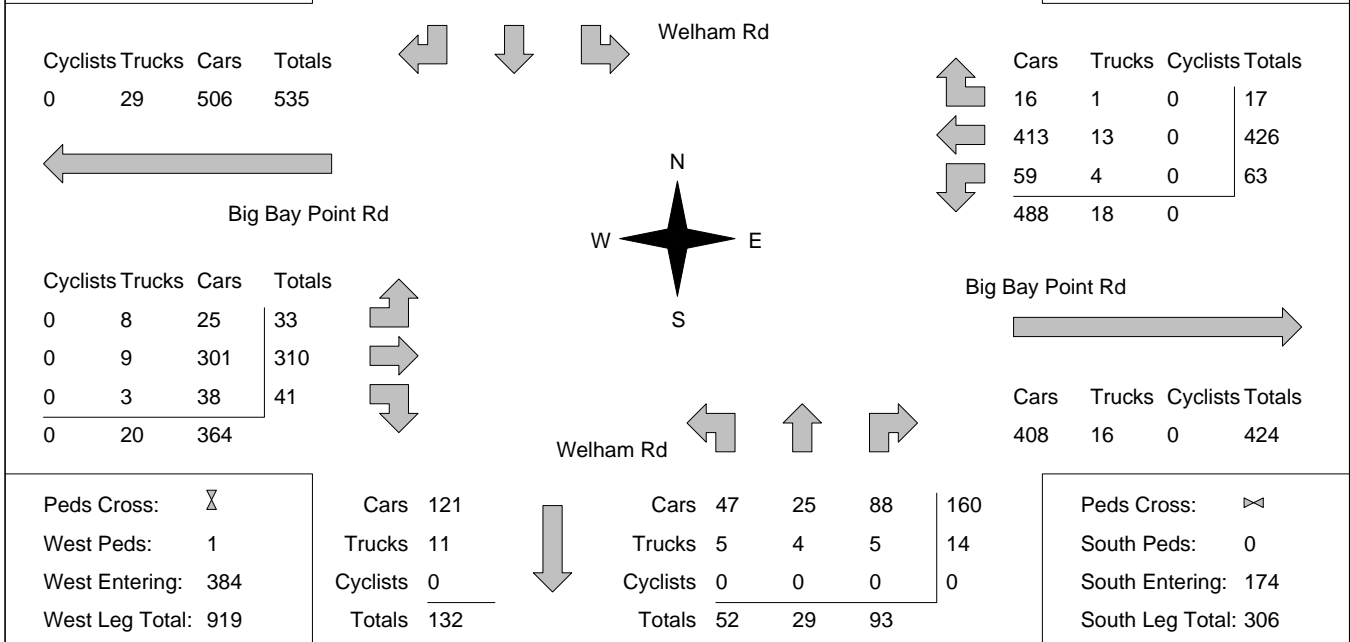 Welham Rd
Cyclists Trucks Cars Totals
0 29 506 535
Cars Trucks Cyclists Totals
16 1 0 17
413 13 0 426
59 4 0 63
488 18 0
Big Bay Point Rd
N
W E
S
Cyclists Trucks Cars Totals
0 8 25 33
0 9 301 310
0 3 38 41
0 20 364
Big Bay Point Rd
Cars Trucks Cyclists Totals
408 16 0 424
Welham Rd
Peds Cross:
West Peds: 1
West Entering: 384
West Leg Total: 919
Cars 121
Trucks 11
Cyclists 0
Totals 132
Cars 47 25 88 160
Trucks 5 4 5 14
Cyclists 0 0 0 0
Totals 52 29 93
Peds Cross:
South Peds: 0
South Entering: 174
South Leg Total: 306